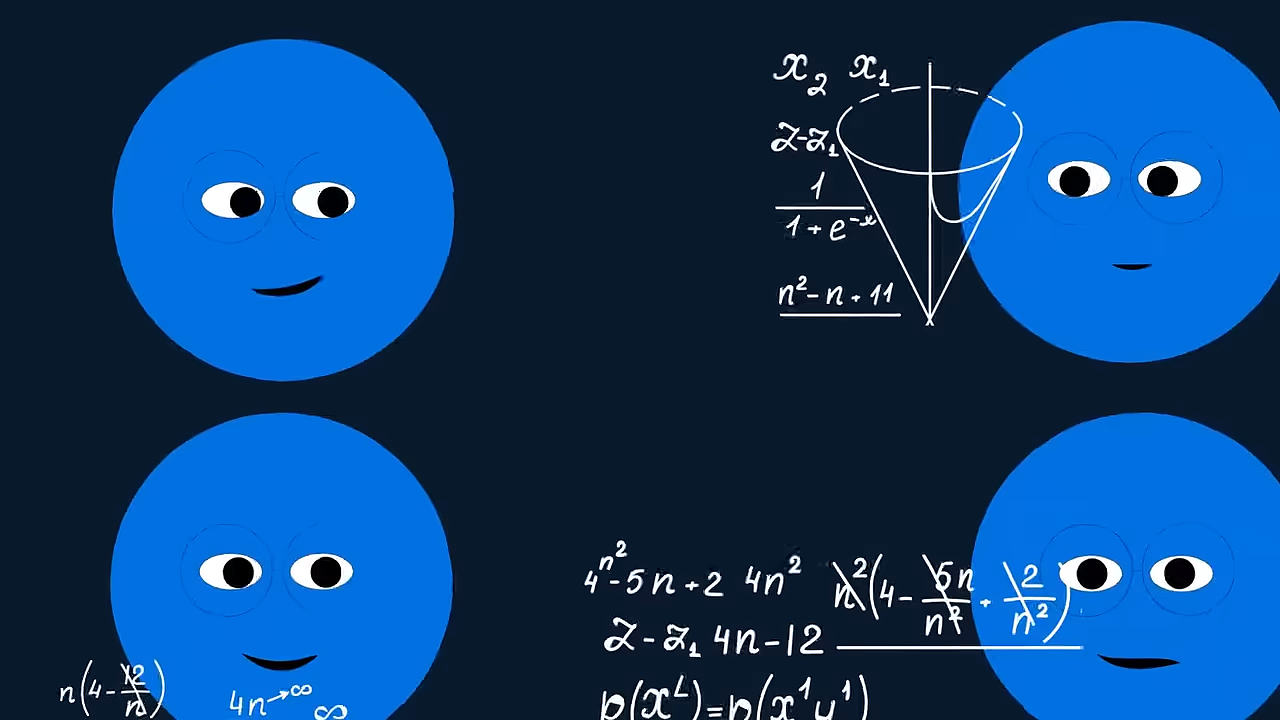 x₂ x₁
z-z₁
1
1+e⁻ˣ
n²-n+11
4ⁿ²-5n+2 4n² n²(4-5n/n²+2/n²)
z-z₁ 4n-12
n(4-12/n)
4n→∞
∞
p(x^L)=p(x¹y¹)